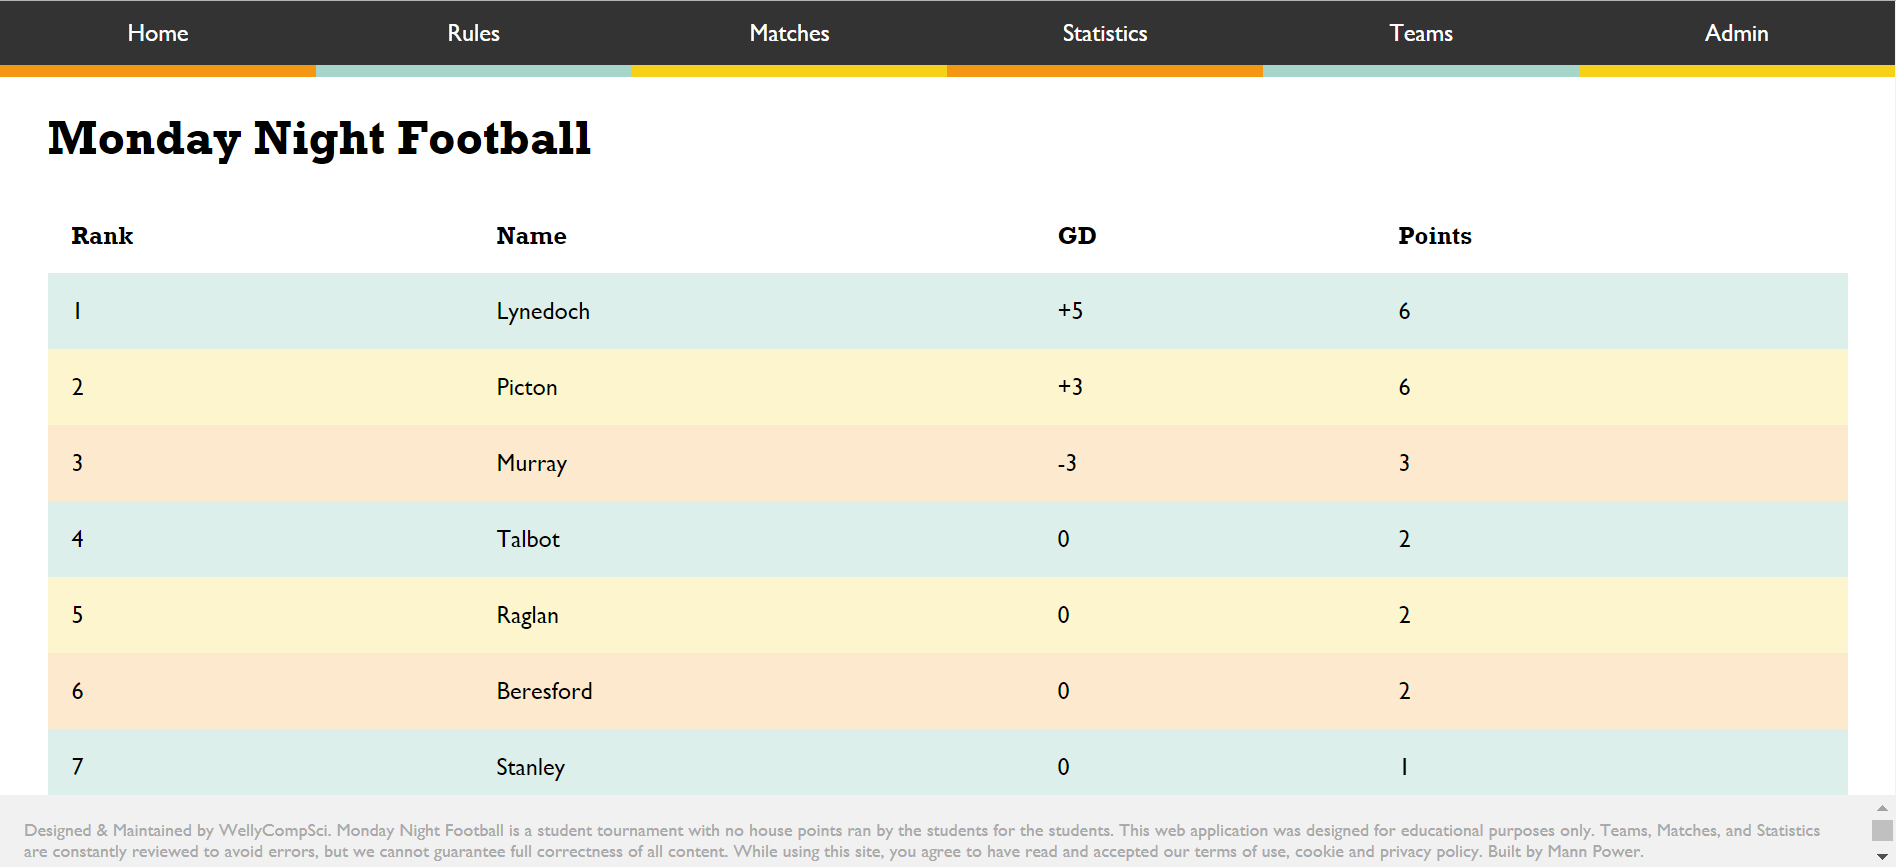 Home Rules Matches Statistics Teams Admin
Monday Night Football
Rank Name GD Points
1 Lynedoch +5 6
2 Picton +3 6
3 Murray -3 3
4 Talbot 0 2
5 Raglan 0 2
6 Beresford 0 2
7 Stanley 0 1
Designed & Maintained by WellyCompSci. Monday Night Football is a student tournament with no house points ran by the students for the students. This web application was designed for educational purposes only. Teams, Matches, and Statistics
are constantly reviewed to avoid errors, but we cannot guarantee full correctness of all content. While using this site, you agree to have read and accepted our terms of use, cookie and privacy policy. Built by Mann Power.